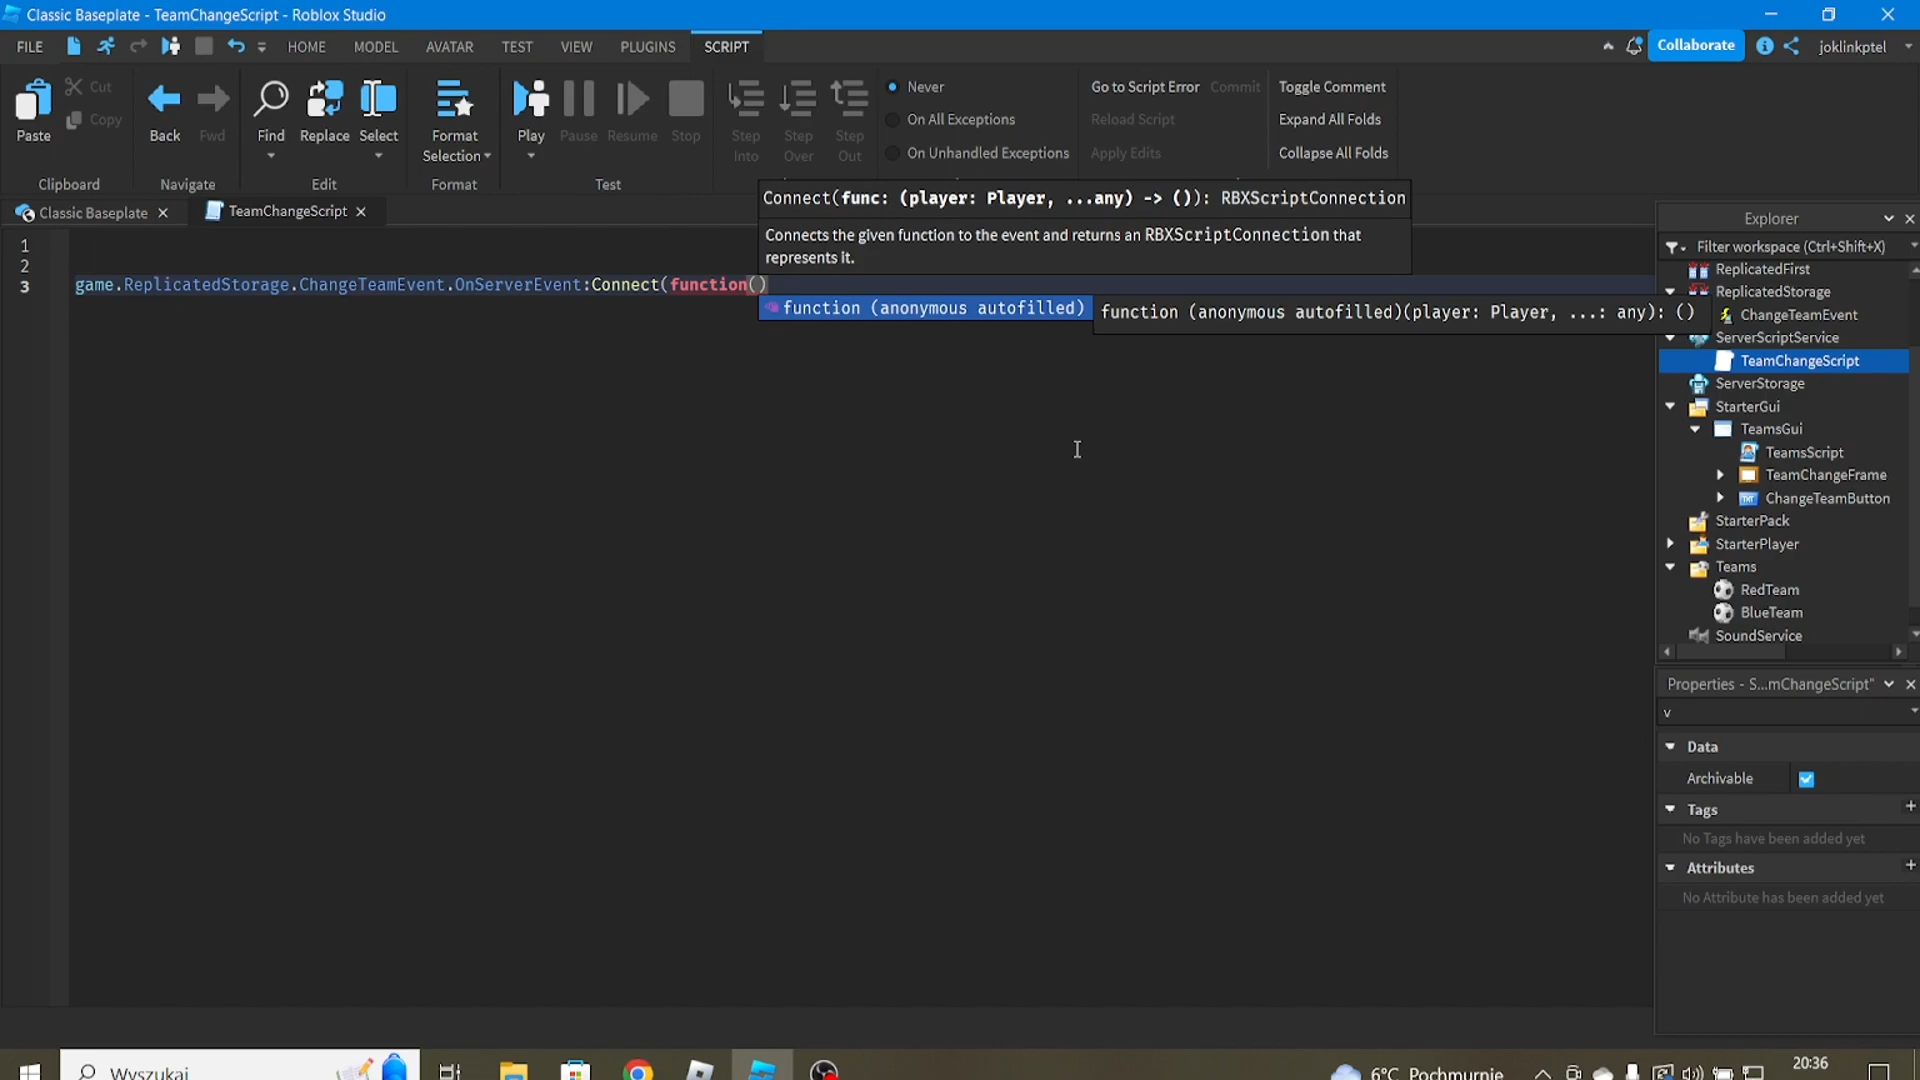 Classic Baseplate - TeamChangeScript - Roblox Studio
FILE HOME MODEL AVATAR TEST VIEW PLUGINS SCRIPT Collaborate joklinkptel
Paste Cut Copy Clipboard
Back Fwd Navigate
Find Replace Select Edit
Format Selection Format
Play Pause Resume Stop Test
Step Into Step Over Step Out
Never
On All Exceptions
On Unhandled Exceptions
Go to Script Error Commit
Reload Script
Apply Edits
Toggle Comment
Expand All Folds
Collapse All Folds
Classic Baseplate TeamChangeScript
Connect(func: (player: Player, ...any) -> ()): RBXScriptConnection
Connects the given function to the event and returns an RBXScriptConnection that
represents it.
1
2
3 game.ReplicatedStorage.ChangeTeamEvent.OnServerEvent:Connect(function()
function (anonymous autofilled)
function (anonymous autofilled)(player: Player, ...: any): ()
Explorer
Filter workspace (Ctrl+Shift+X)
ReplicatedFirst
ReplicatedStorage
ChangeTeamEvent
ServerScriptService
TeamChangeScript
ServerStorage
StarterGui
TeamsGui
TeamsScript
TeamChangeFrame
TXT ChangeTeamButton
StarterPack
StarterPlayer
Teams
RedTeam
BlueTeam
SoundService
Properties - S...mChangeScript"
v
Data
Archivable
Tags
No Tags have been added yet
Attributes
No Attribute has been added yet
Wyszukaj
6°C Pochmurnie
20:36